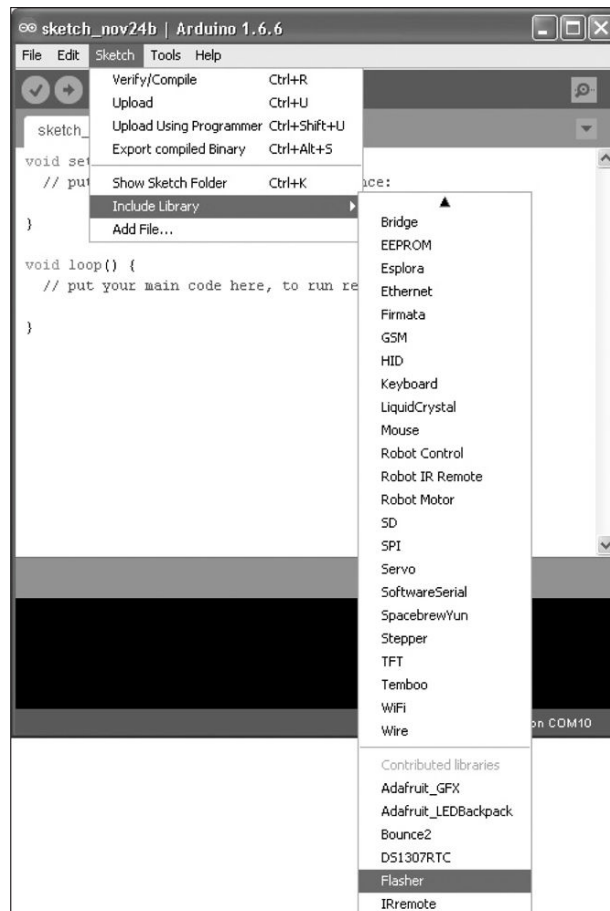 sketch_nov24b | Arduino 1.6.6
File Edit Sketch Tools Help
Verify/Compile Ctrl+R
Upload Ctrl+U
Upload Using Programmer Ctrl+Shift+U
Export compiled Binary Ctrl+Alt+S
Show Sketch Folder Ctrl+K
Include Library
Add File...
sketch_
void set
// put nce:
}
void loop() {
// put your main code here, to run re
}
Bridge
EEPROM
Esplora
Ethernet
Firmata
GSM
HID
Keyboard
LiquidCrystal
Mouse
Robot Control
Robot IR Remote
Robot Motor
SD
SPI
Servo
SoftwareSerial
SpacebrewYun
Stepper
TFT
Temboo
WiFi
Wire
Contributed libraries
Adafruit_GFX
Adafruit_LEDBackpack
Bounce2
DS1307RTC
Flasher
IRremote
on COM10